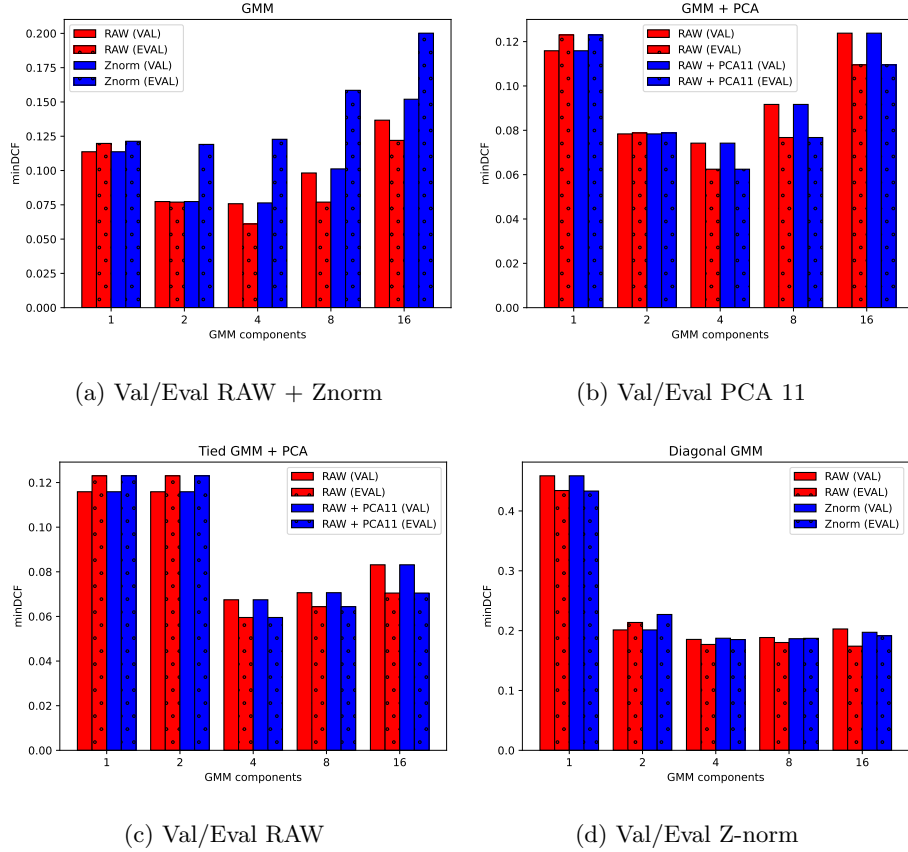 GMM
0.200
0.175
0.150
0.125
0.100
0.075
0.050
0.025
0.000
minDCF
RAW (VAL)
RAW (EVAL)
Znorm (VAL)
Znorm (EVAL)
1 2 4 8 16
GMM components
(a) Val/Eval RAW + Znorm
GMM + PCA
0.12
0.10
0.08
0.06
0.04
0.02
0.00
minDCF
RAW (VAL)
RAW (EVAL)
RAW + PCA11 (VAL)
RAW + PCA11 (EVAL)
1 2 4 8 16
GMM components
(b) Val/Eval PCA 11
Tied GMM + PCA
0.12
0.10
0.08
0.06
0.04
0.02
0.00
minDCF
RAW (VAL)
RAW (EVAL)
RAW + PCA11 (VAL)
RAW + PCA11 (EVAL)
1 2 4 8 16
GMM components
(c) Val/Eval RAW
Diagonal GMM
0.4
0.3
0.2
0.1
0.0
minDCF
RAW (VAL)
RAW (EVAL)
Znorm (VAL)
Znorm (EVAL)
1 2 4 8 16
GMM components
(d) Val/Eval Z-norm